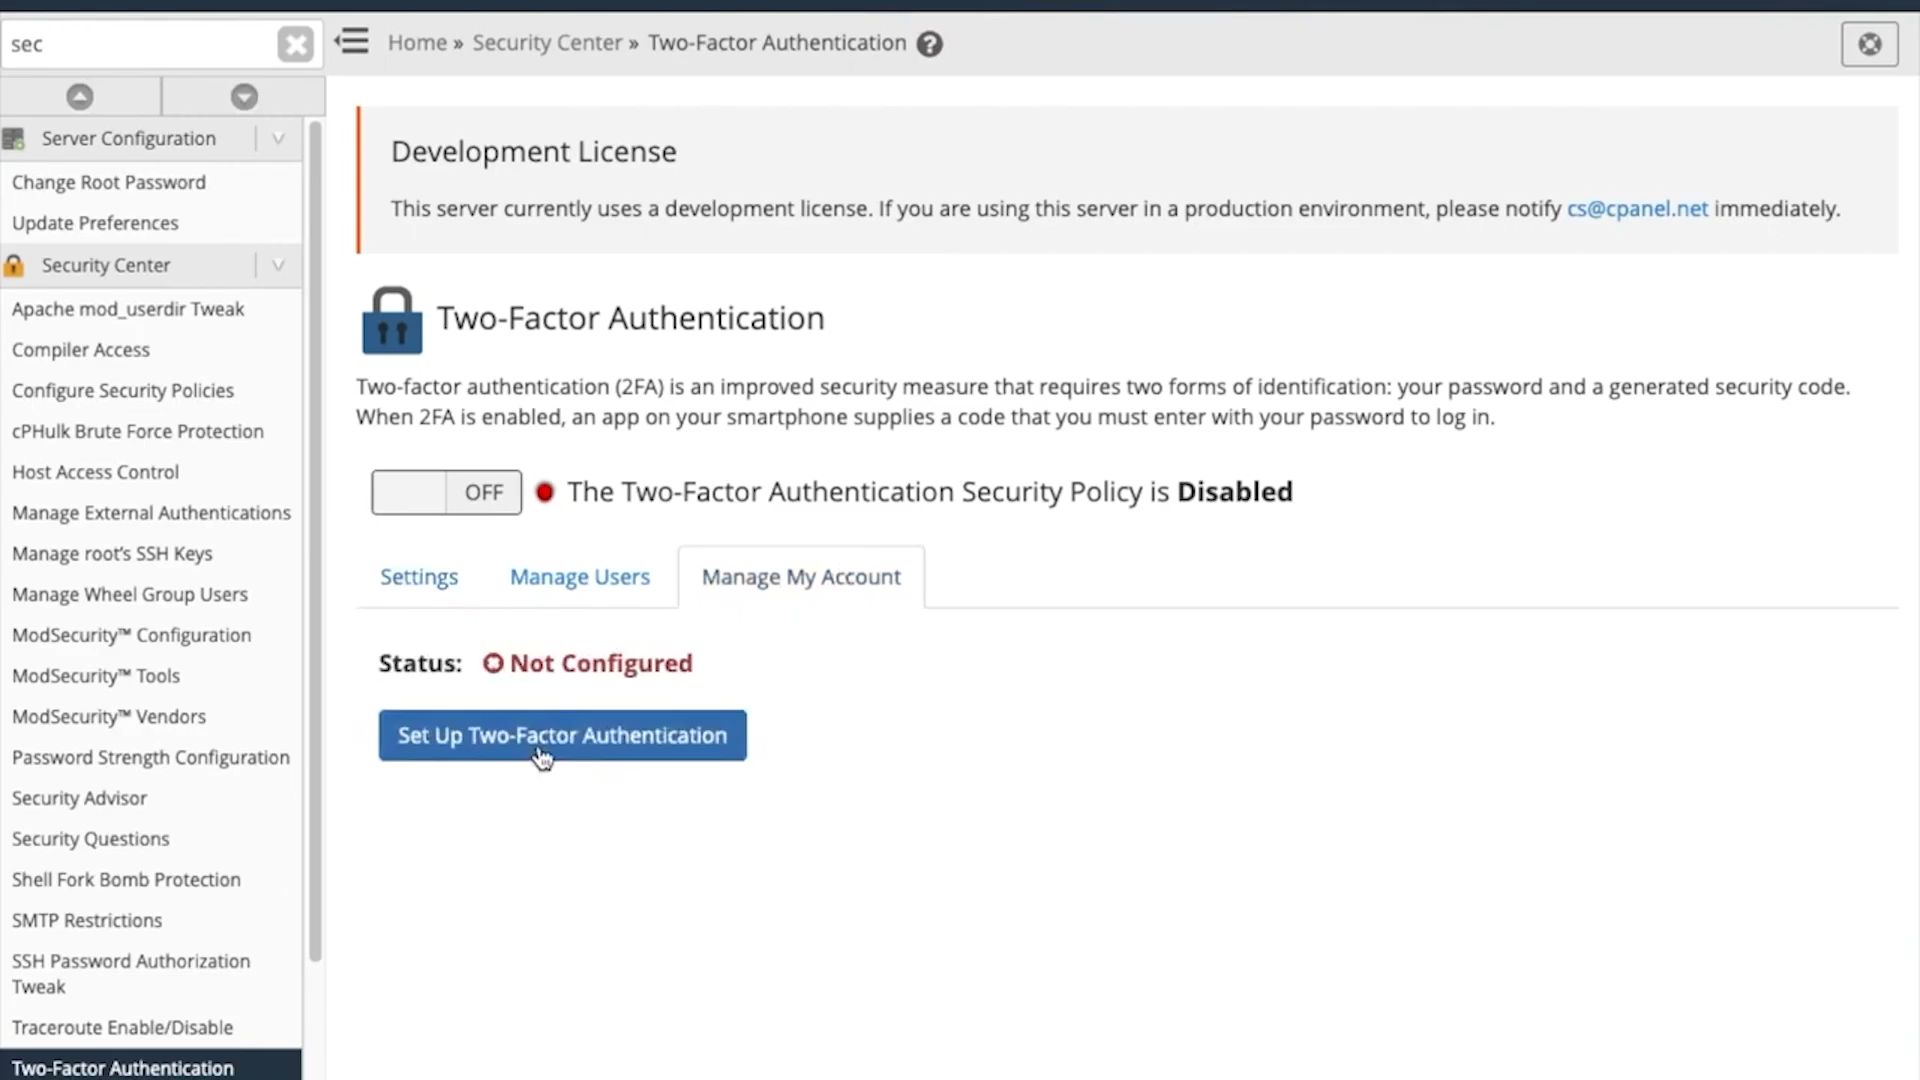 sec
Home » Security Center » Two-Factor Authentication ?
Server Configuration
Change Root Password
Update Preferences
Security Center
Apache mod_userdir Tweak
Compiler Access
Configure Security Policies
cPHulk Brute Force Protection
Host Access Control
Manage External Authentications
Manage root’s SSH Keys
Manage Wheel Group Users
ModSecurity™ Configuration
ModSecurity™ Tools
ModSecurity™ Vendors
Password Strength Configuration
Security Advisor
Security Questions
Shell Fork Bomb Protection
SMTP Restrictions
SSH Password Authorization
Tweak
Traceroute Enable/Disable
Two-Factor Authentication
Development License
This server currently uses a development license. If you are using this server in a production environment, please notify cs@cpanel.net immediately.
Two-Factor Authentication
Two-factor authentication (2FA) is an improved security measure that requires two forms of identification: your password and a generated security code.
When 2FA is enabled, an app on your smartphone supplies a code that you must enter with your password to log in.
OFF The Two-Factor Authentication Security Policy is Disabled
Settings Manage Users Manage My Account
Status: Not Configured
Set Up Two-Factor Authentication